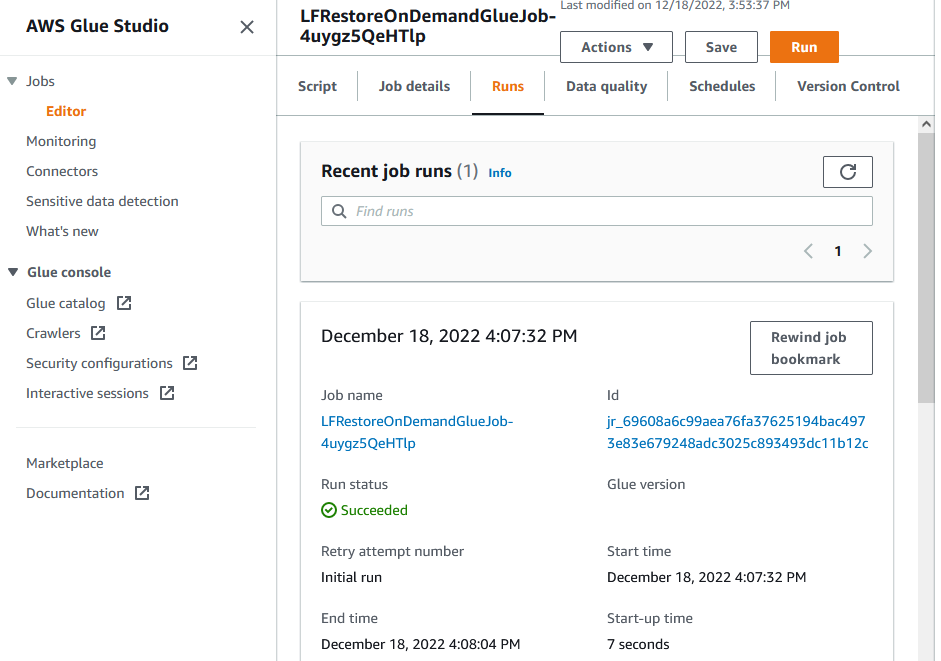 AWS Glue Studio
Jobs
Editor
Monitoring
Connectors
Sensitive data detection
What's new
Glue console
Glue catalog
Crawlers
Security configurations
Interactive sessions
Marketplace
Documentation
LFRestoreOnDemandGlueJob-
4uygz5QeHTlp
Last modified on 12/18/2022, 3:53:37 PM
Actions
Save
Run
Script
Job details
Runs
Data quality
Schedules
Version Control
Recent job runs (1) Info
Find runs
1
December 18, 2022 4:07:32 PM
Rewind job
bookmark
Job name
LFRestoreOnDemandGlueJob-
4uygz5QeHTlp
Id
jr_69608a6c99aea76fa37625194bac497
3e83e679248adc3025c893493dc11b12c
Run status
Succeeded
Glue version
Retry attempt number
Initial run
Start time
December 18, 2022 4:07:32 PM
End time
December 18, 2022 4:08:04 PM
Start-up time
7 seconds